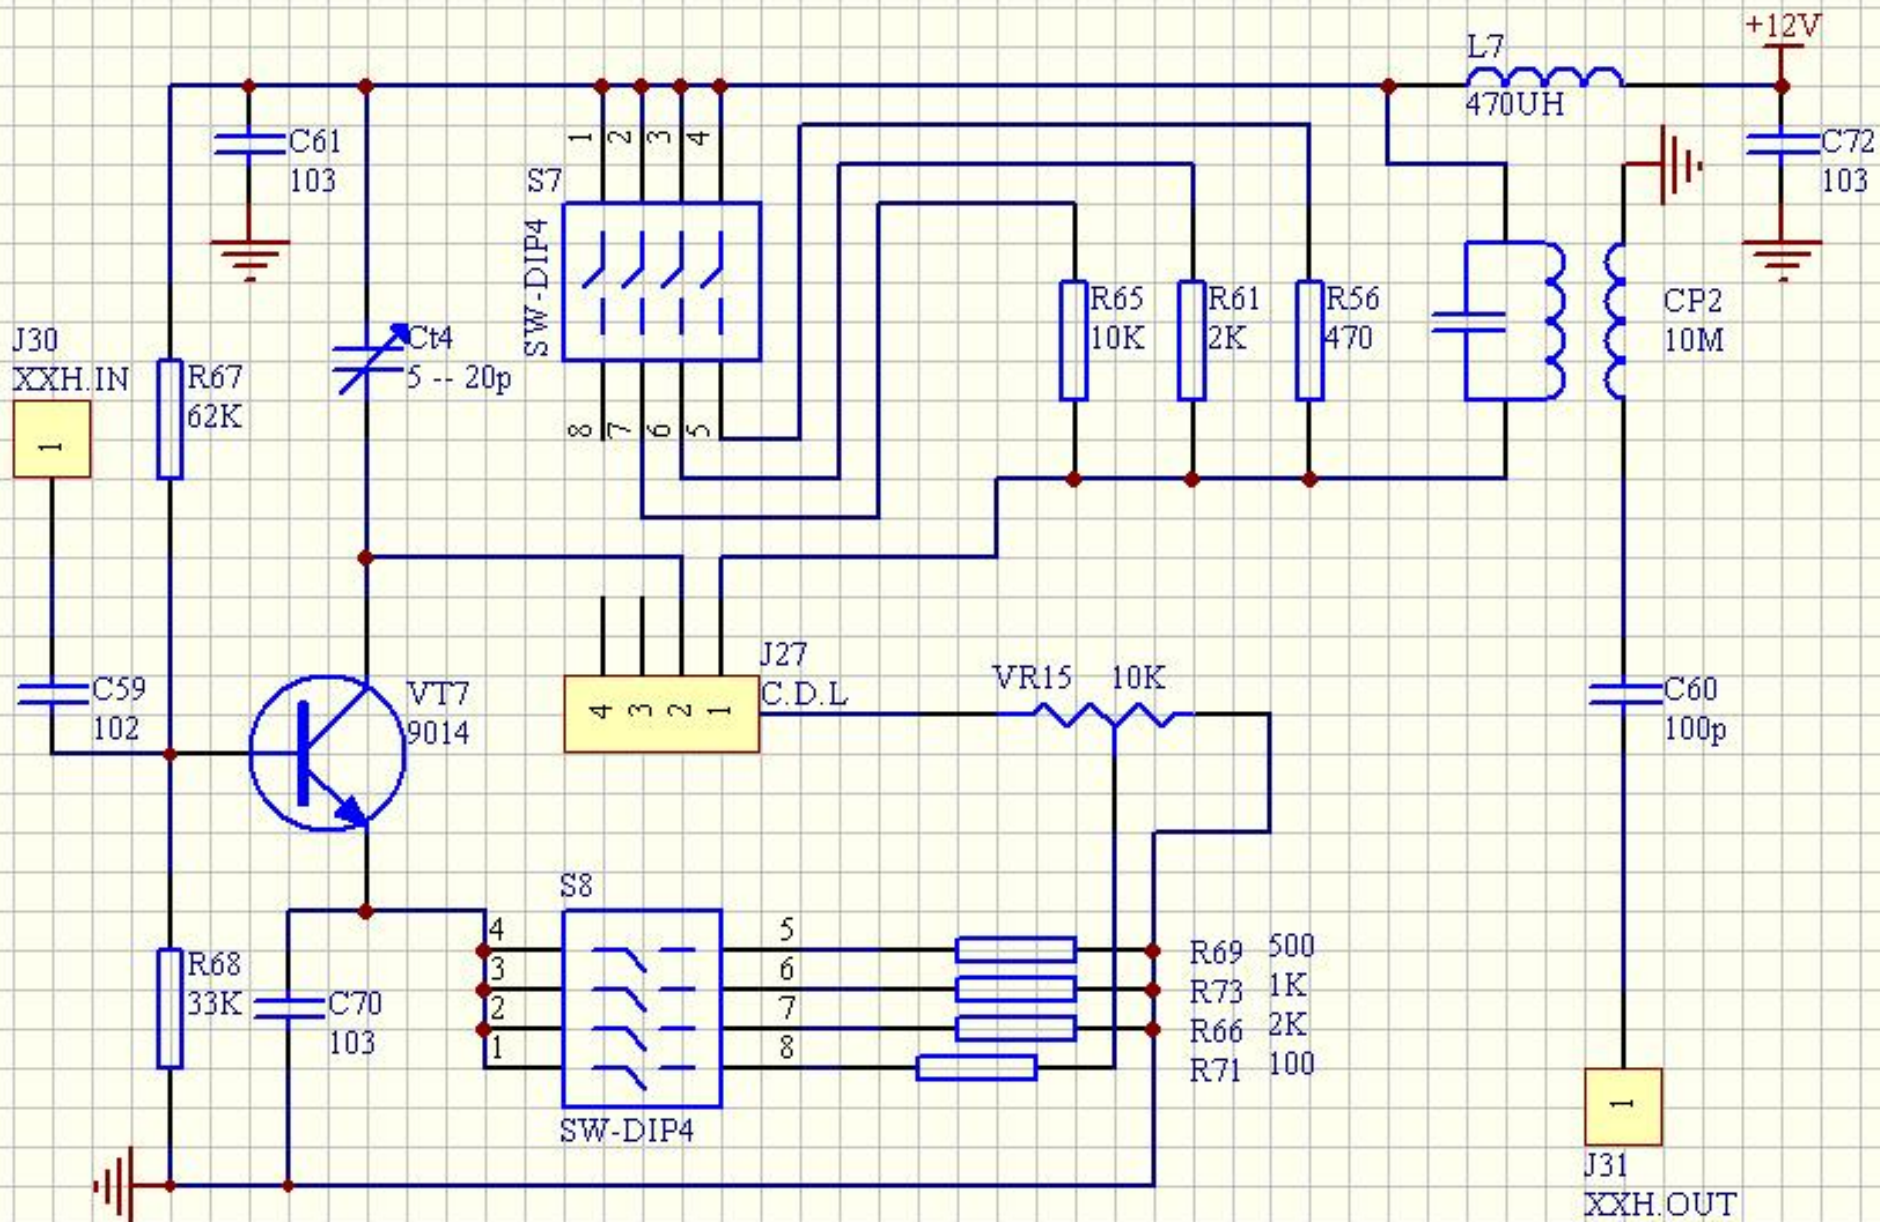 +12V
L7
470UH
C61
103
1
2
3
4
C72
103
S7
SW-DIP4
R65
10K
R61
2K
R56
470
CP2
10M
J30
XXH.IN
1
Ct4
5 -- 20p
R67
62K
8
7
6
5
J27
C.D.L
4
3
2
1
VR15
10K
C59
102
VT7
9014
C60
100p
S8
4
3
2
1
5
6
7
8
R69 500
R73 1K
R66 2K
R71 100
R68
33K
C70
103
SW-DIP4
1
J31
XXH.OUT